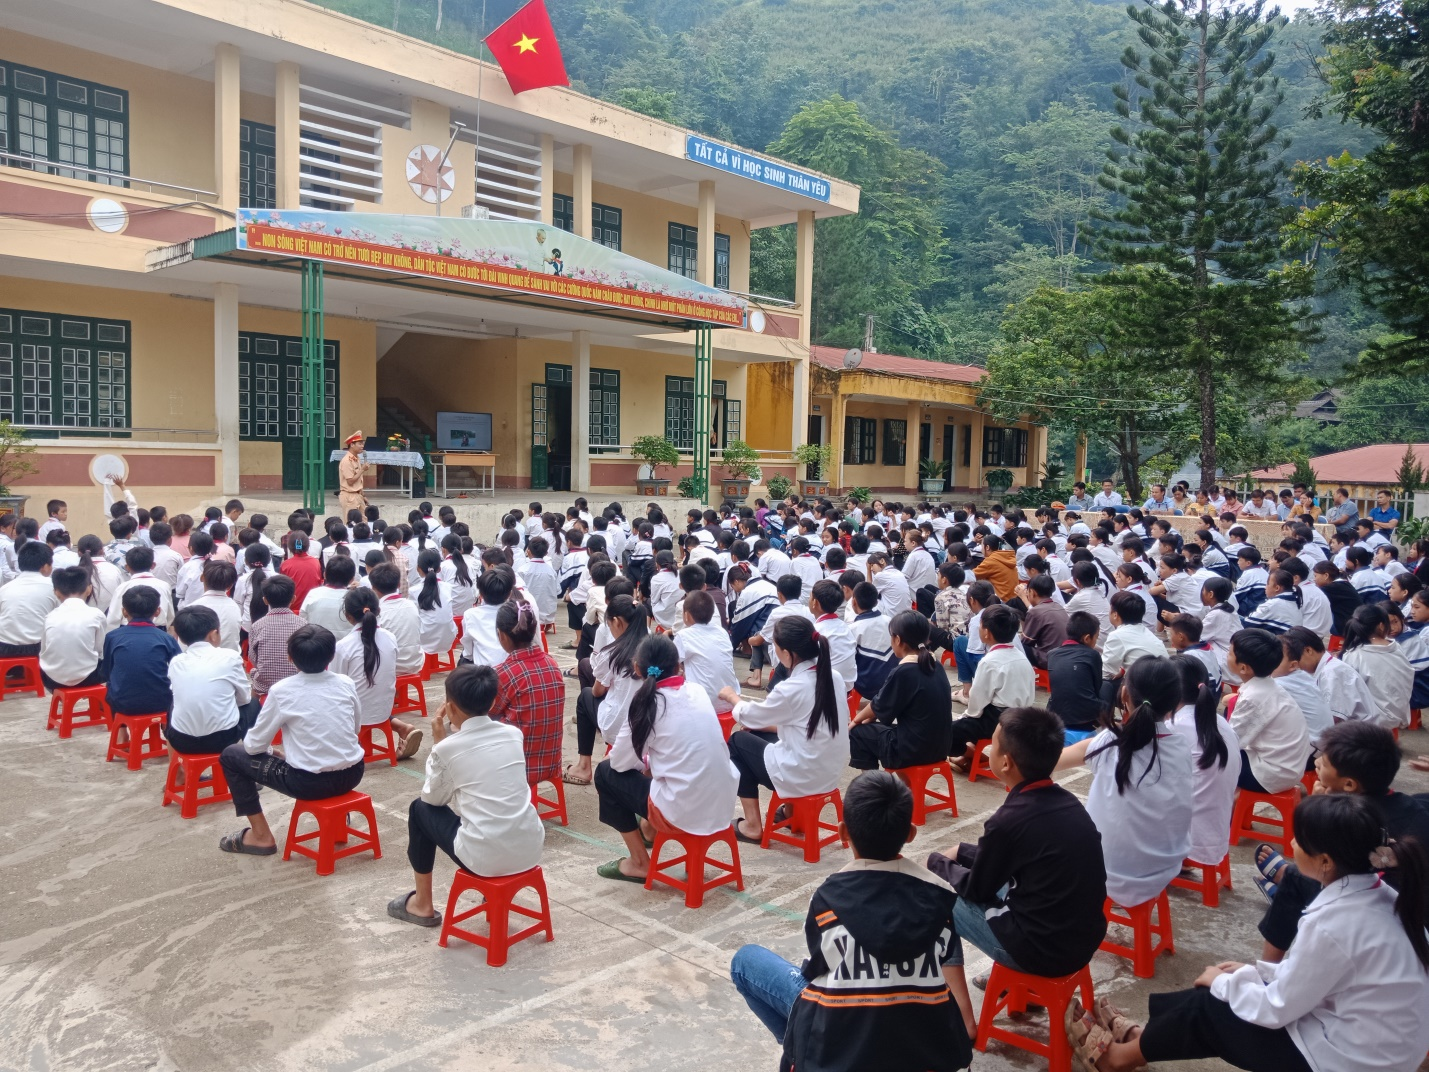 TẤT CẢ VÌ HỌC SINH THÂN YÊU
"... NON SÔNG VIỆT NAM CÓ TRỞ NÊN TƯƠI ĐẸP HAY KHÔNG, DÂN TỘC VIỆT NAM CÓ BƯỚC TỚI ĐÀI VINH QUANG ĐỂ SÁNH VAI VỚI CÁC CƯỜNG QUỐC NĂM CHÂU ĐƯỢC HAY KHÔNG, CHÍNH LÀ NHỜ MỘT PHẦN LỚN Ở CÔNG HỌC TẬP CỦA CÁC EM..."